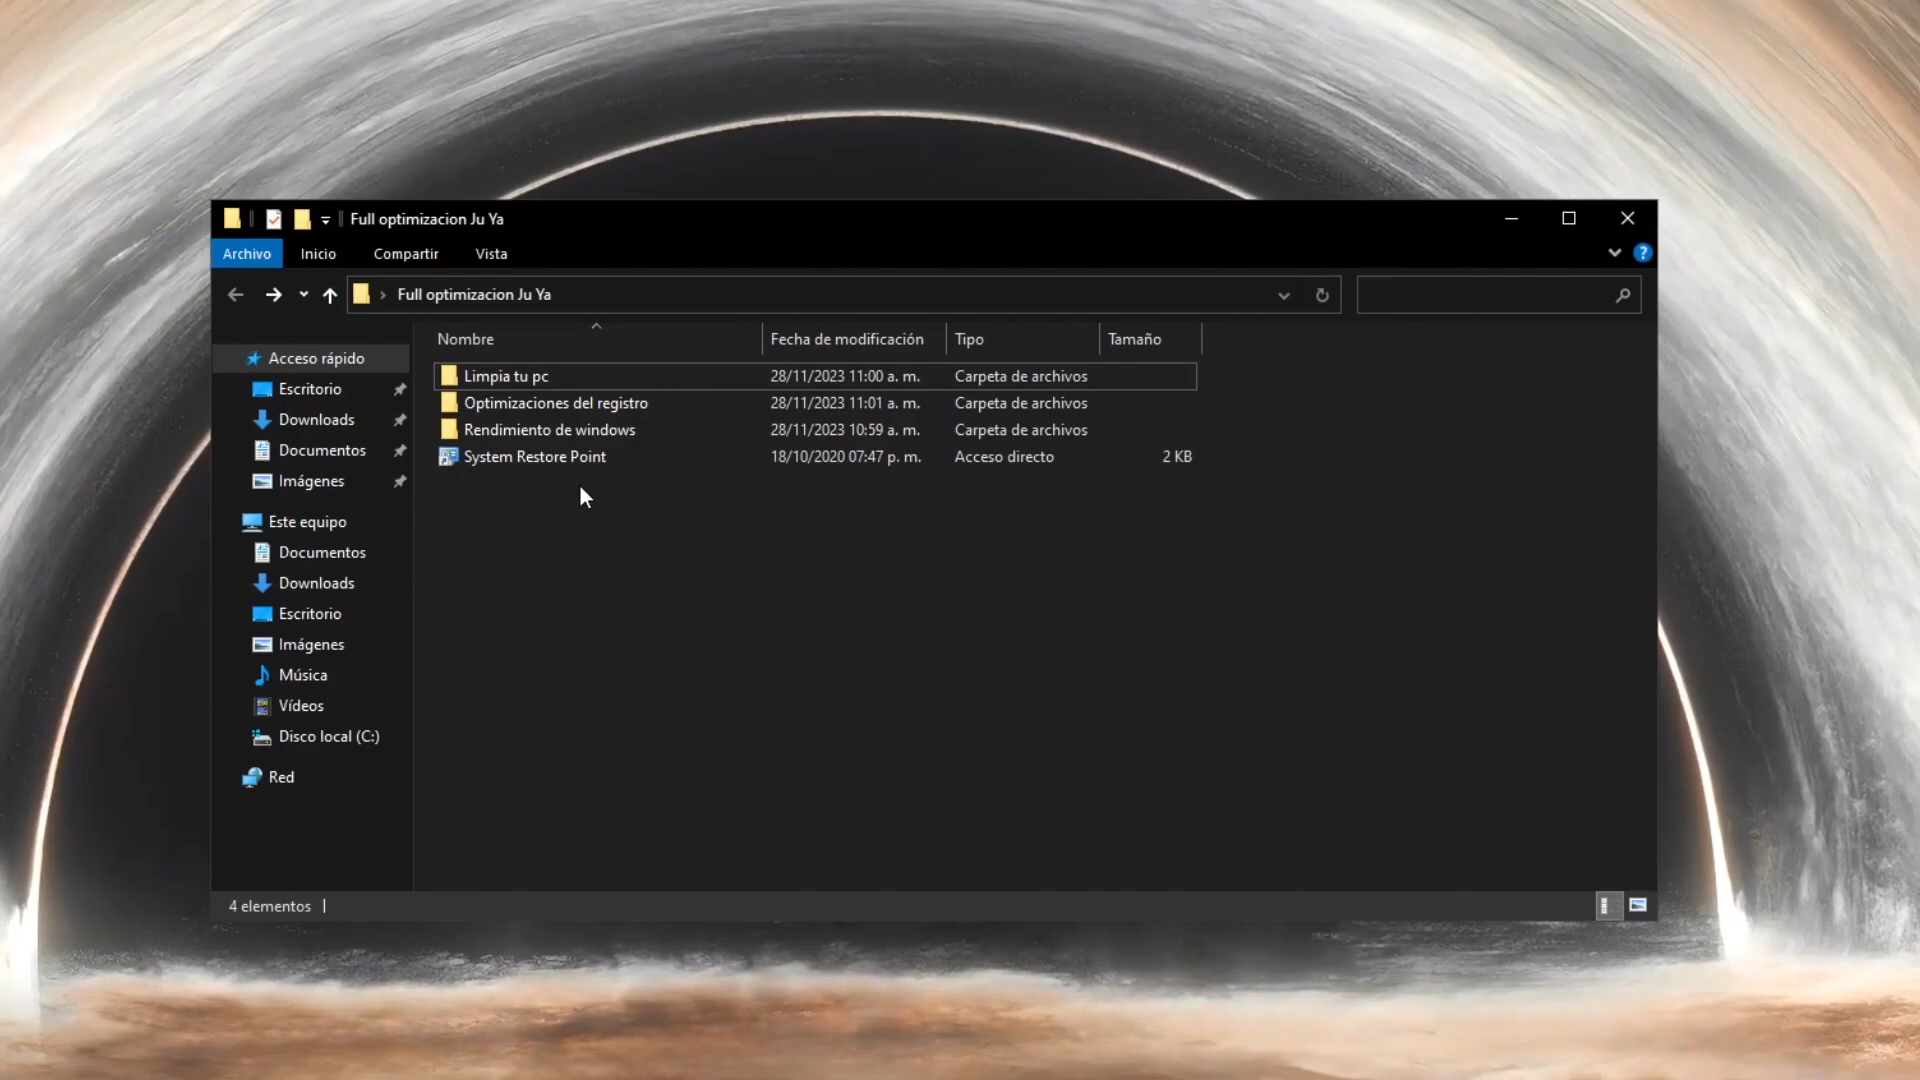 Full optimizacion Ju Ya
Archivo Inicio Compartir Vista ?
Full optimizacion Ju Ya
Nombre Fecha de modificación Tipo Tamaño
Limpia tu pc 28/11/2023 11:00 a. m. Carpeta de archivos
Optimizaciones del registro 28/11/2023 11:01 a. m. Carpeta de archivos
Rendimiento de windows 28/11/2023 10:59 a. m. Carpeta de archivos
System Restore Point 18/10/2020 07:47 p. m. Acceso directo 2 KB
Acceso rápido
Escritorio
Downloads
Documentos
Imágenes
Este equipo
Documentos
Downloads
Escritorio
Imágenes
Música
Vídeos
Disco local (C:)
Red
4 elementos